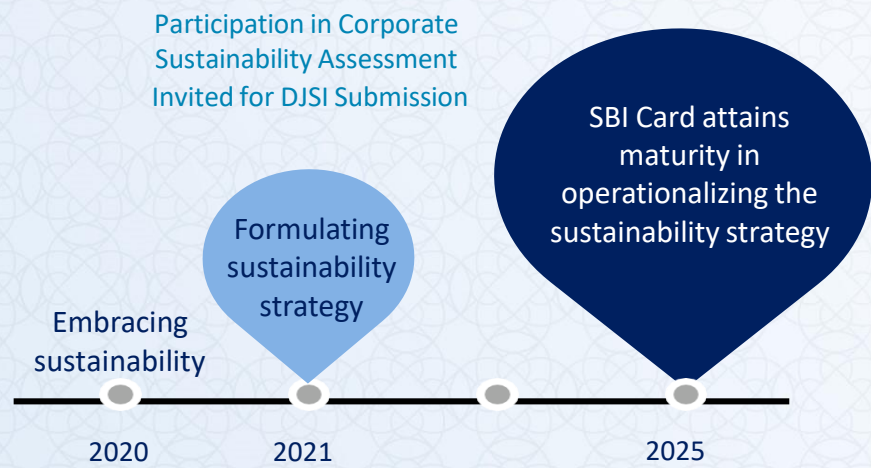 Participation in Corporate
Sustainability Assessment
Invited for DJSI Submission
SBI Card attains
maturity in
operationalizing the
sustainability strategy
Formulating
sustainability
strategy
Embracing
sustainability
2020
2021
2025